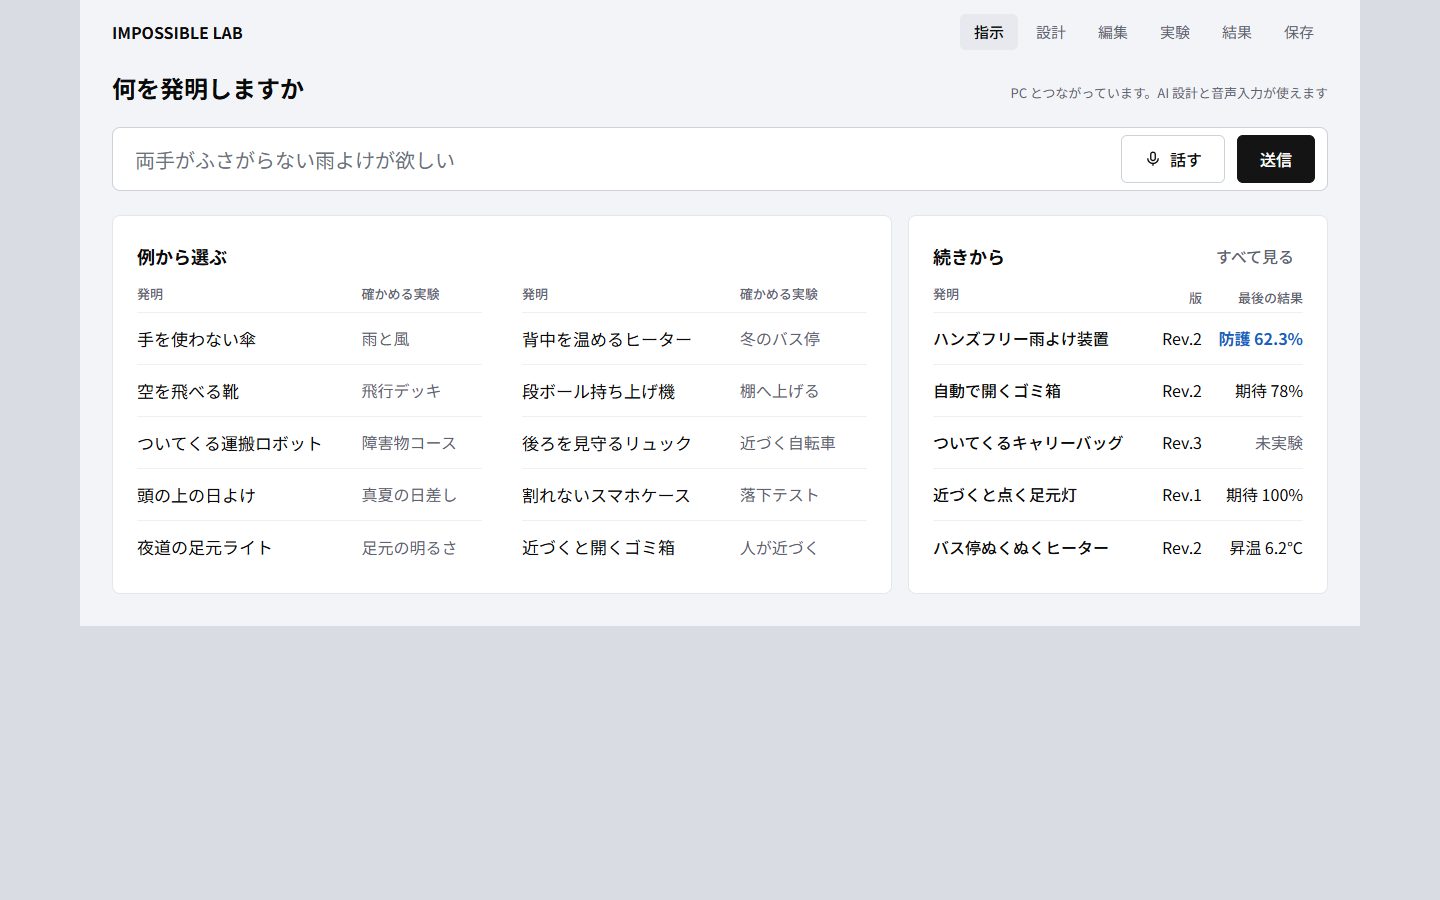 IMPOSSIBLE LAB
指示 設計 編集 実験 結果 保存
何を発明しますか
PC とつながっています。AI 設計と音声入力が使えます
両手がふさがらない雨よけが欲しい
話す
送信
例から選ぶ
発明 確かめる実験 発明 確かめる実験
手を使わない傘 雨と風 背中を温めるヒーター 冬のバス停
空を飛べる靴 飛行デッキ 段ボール持ち上げ機 棚へ上げる
ついてくる運搬ロボット 障害物コース 後ろを見守るリュック 近づく自転車
頭の上の日よけ 真夏の日差し 割れないスマホケース 落下テスト
夜道の足元ライト 足元の明るさ 近づくと開くゴミ箱 人が近づく
続きから すべて見る
発明 版 最後の結果
ハンズフリー雨よけ装置 Rev.2 防護 62.3%
自動で開くゴミ箱 Rev.2 期待 78%
ついてくるキャリーバッグ Rev.3 未実験
近づくと点く足元灯 Rev.1 期待 100%
バス停ぬくぬくヒーター Rev.2 昇温 6.2℃